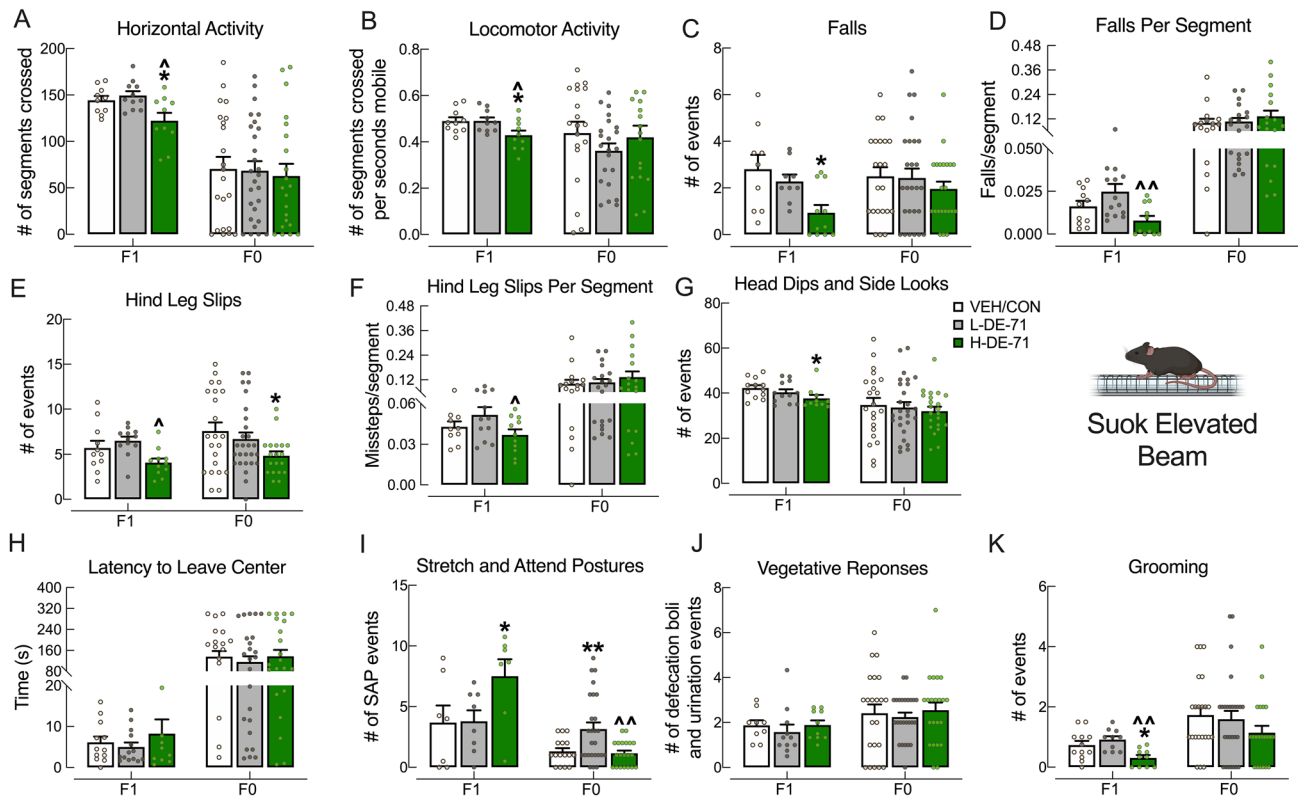 A
Horizontal Activity
# of segments crossed
200
150
100
50
0
^
*
F1
F0
B
Locomotor Activity
# of segments crossed
per seconds mobile
0.8
0.6
0.4
0.2
0.0
^
*
F1
F0
C
Falls
# of events
8
6
4
2
0
*
F1
F0
D
Falls Per Segment
Falls/segment
0.48
0.36
0.24
0.12
0.050
0.025
0.000
^^
F1
F0
E
Hind Leg Slips
# of events
20
15
10
5
0
^
*
F1
F0
F
Hind Leg Slips Per Segment
Missteps/segment
0.48
0.36
0.24
0.12
0.06
0.03
0.00
^
F1
F0
G
Head Dips and Side Looks
# of events
80
60
40
20
0
*
F1
F0
VEH/CON
L-DE-71
H-DE-71
Suok Elevated
Beam
H
Latency to Leave Center
Time (s)
400
320
240
160
80
20
10
0
F1
F0
I
Stretch and Attend Postures
# of SAP events
15
10
5
0
*
**
^^
F1
F0
J
Vegetative Reponses
# of defecation boli
and urination events
8
6
4
2
0
F1
F0
K
Grooming
# of events
6
4
2
0
^^
*
F1
F0